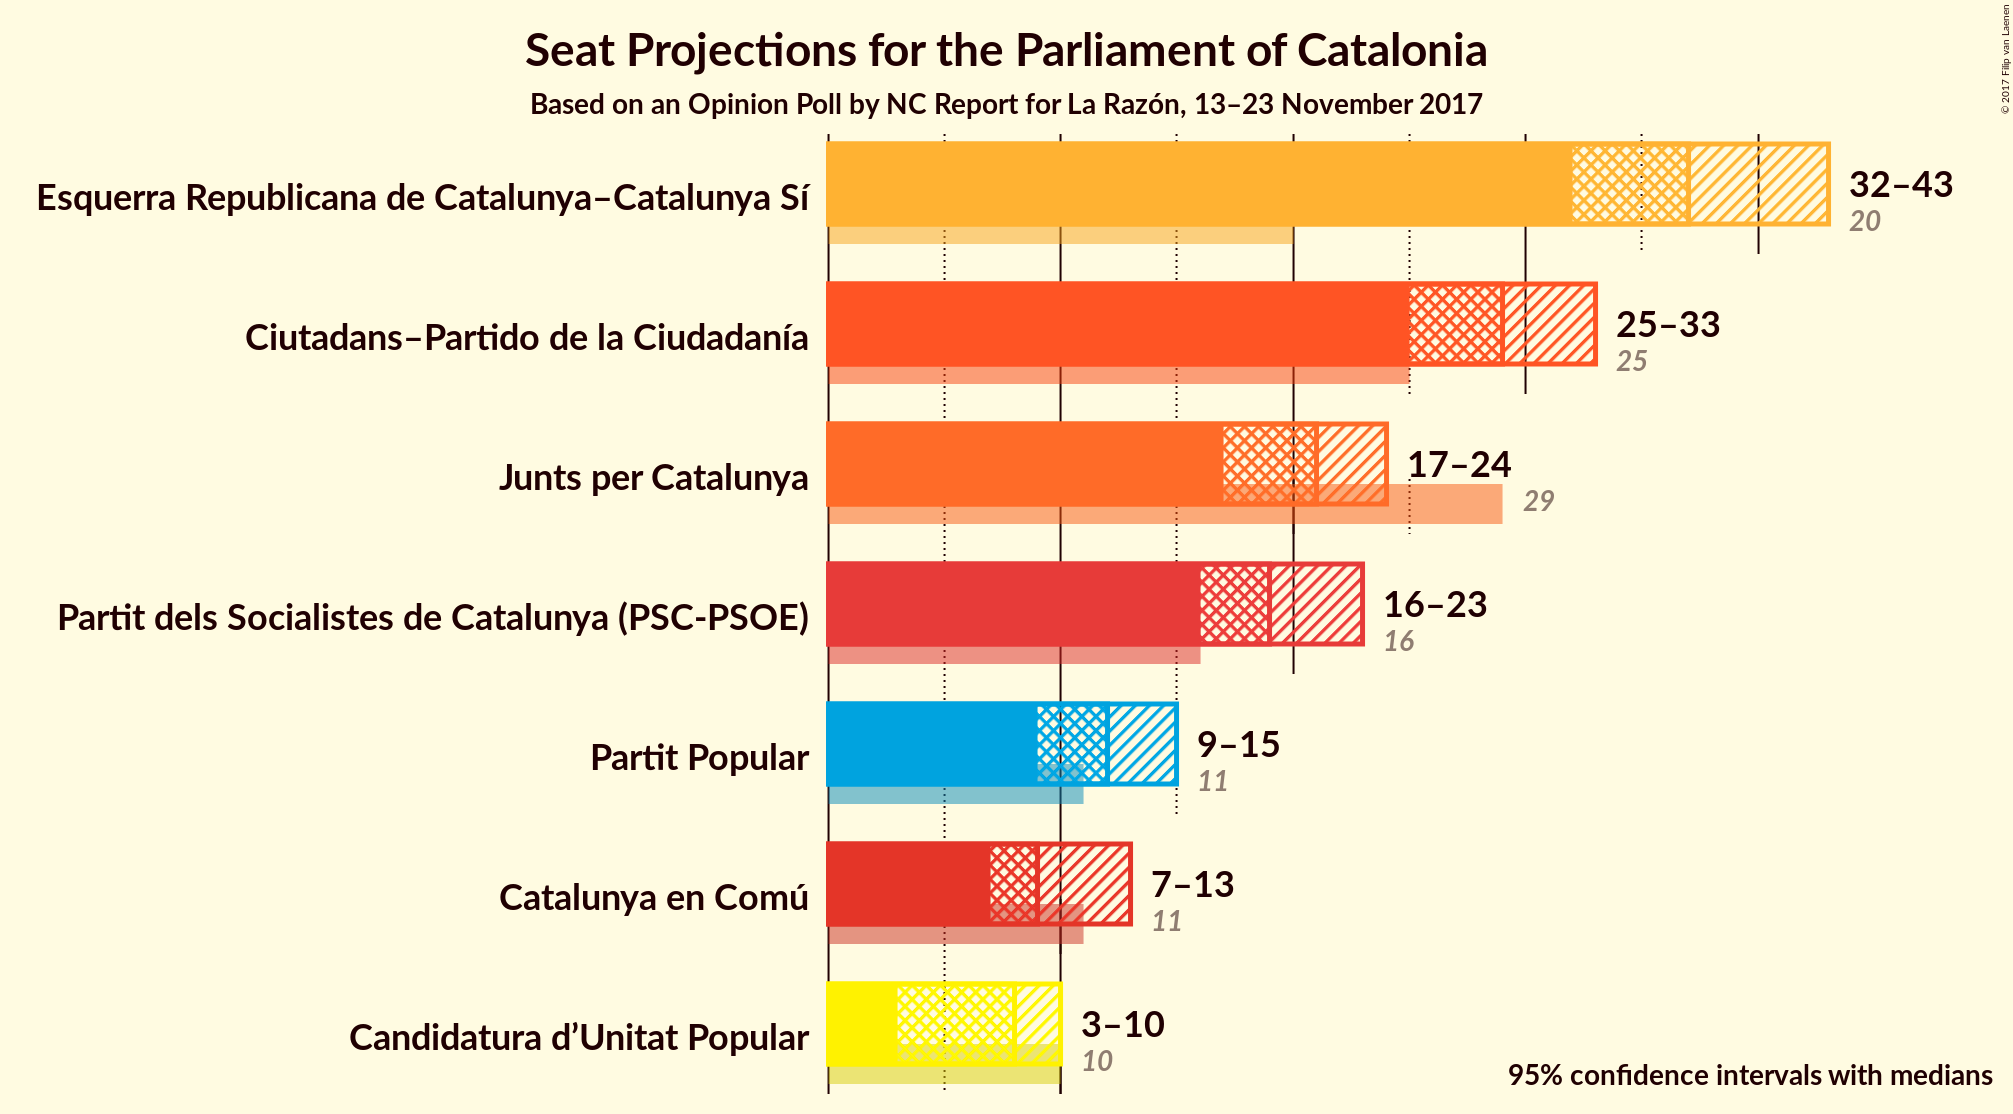 Seat Projections for the Parliament of Catalonia
Based on an Opinion Poll by NC Report for La Razón, 13–23 November 2017
© 2017 Filip van Laenen
Esquerra Republicana de Catalunya–Catalunya Sí
32–43
20
Ciutadans–Partido de la Ciudadanía
25–33
25
Junts per Catalunya
17–24
29
Partit dels Socialistes de Catalunya (PSC-PSOE)
16–23
16
Partit Popular
9–15
11
Catalunya en Comú
7–13
11
Candidatura d’Unitat Popular
3–10
10
95% confidence intervals with medians